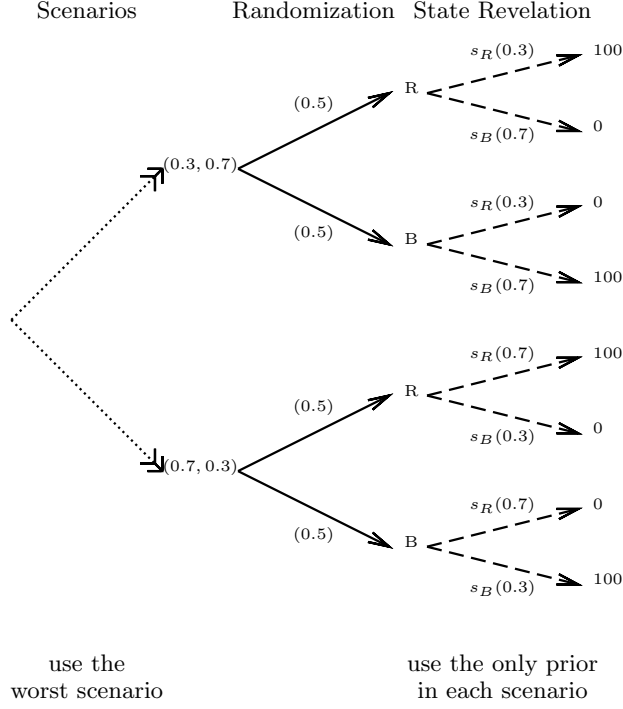 Scenarios Randomization State Revelation
s_R(0.3) 100
R
(0.5)
s_B(0.7) 0
(0.3, 0.7)
s_R(0.3) 0
(0.5)
B
s_B(0.7) 100
s_R(0.7) 100
R
(0.5)
s_B(0.3) 0
(0.7, 0.3)
s_R(0.7) 0
(0.5)
B
s_B(0.3) 100
use the
worst scenario
use the only prior
in each scenario